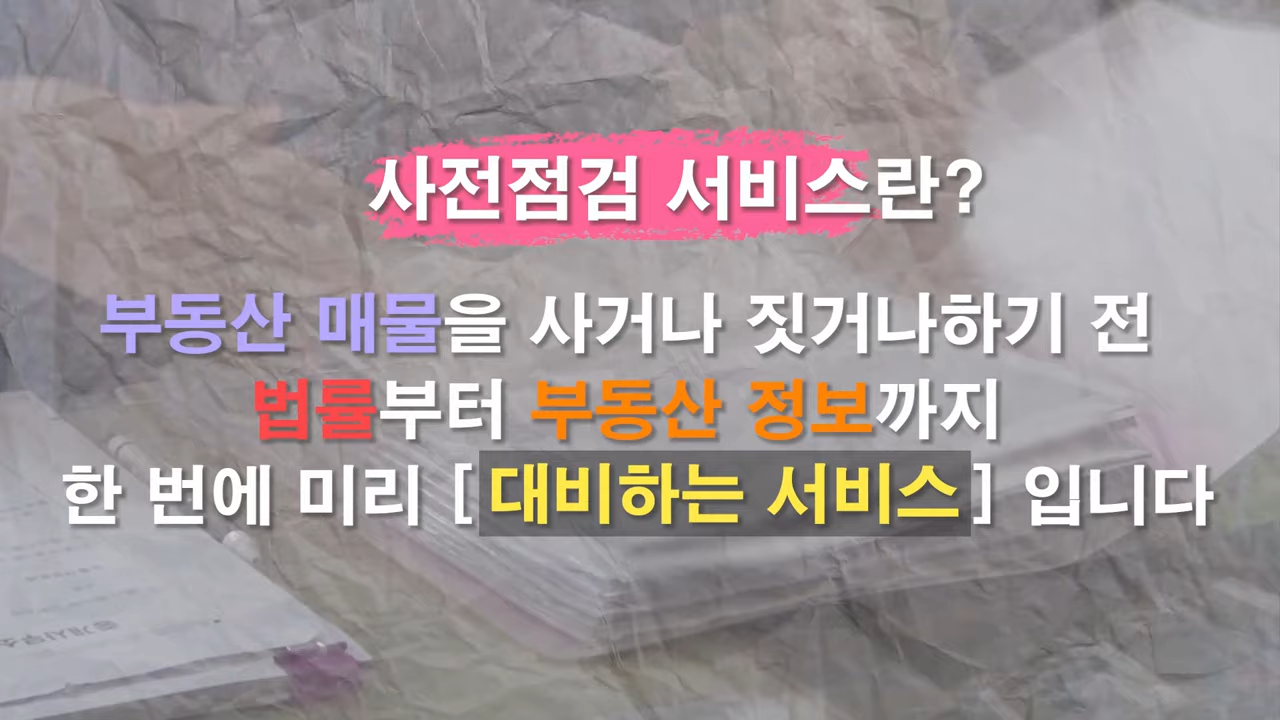 사전점검 서비스란?
부동산 매물을 사거나 짓거나하기 전
법률부터 부동산 정보까지
한 번에 미리 [대비하는 서비스] 입니다